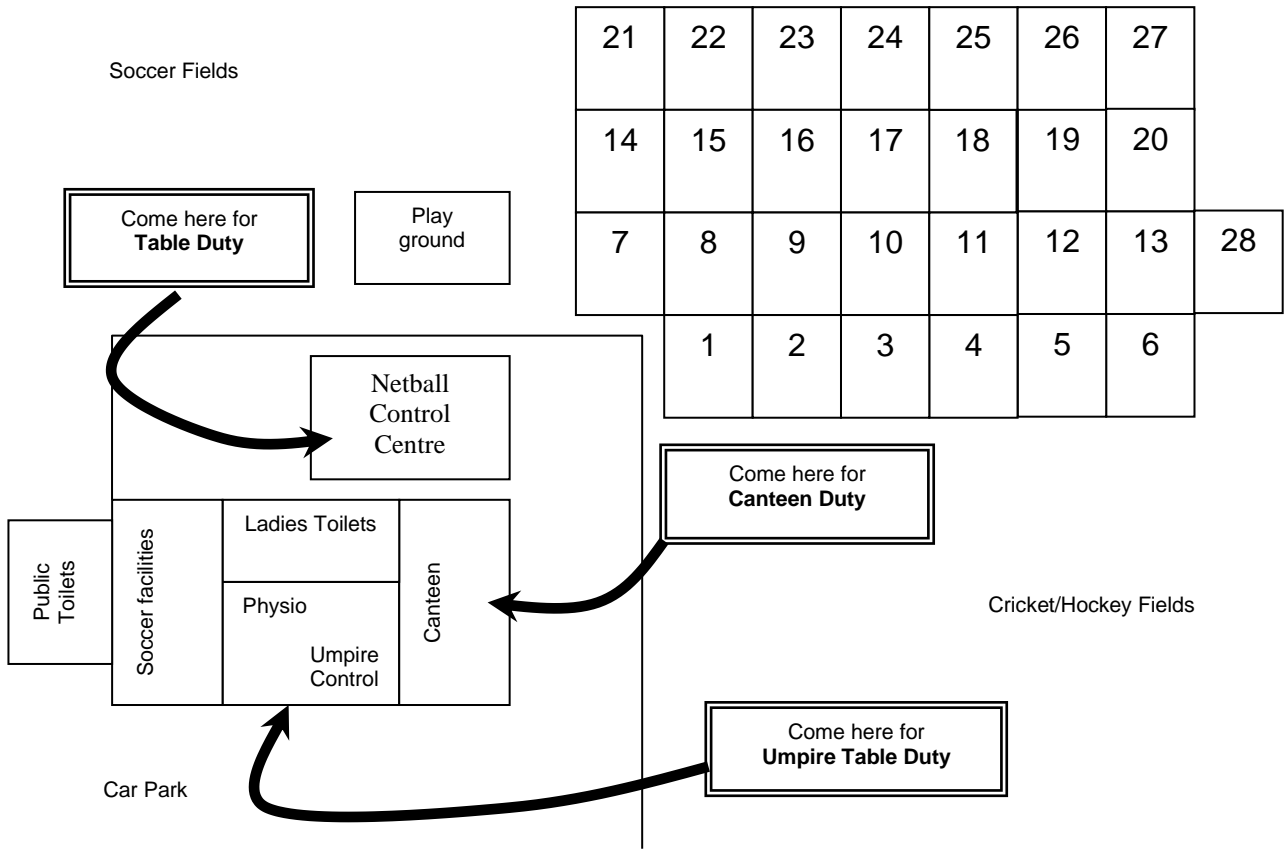 21 22 23 24 25 26 27
Soccer Fields
14 15 16 17 18 19 20
Come here for
Table Duty
Play
ground
7 8 9 10 11 12 13 28
1 2 3 4 5 6
Netball
Control
Centre
Come here for
Canteen Duty
Public
Toilets
Soccer facilities
Ladies Toilets
Physio
Umpire
Control
Canteen
Cricket/Hockey Fields
Come here for
Umpire Table Duty
Car Park